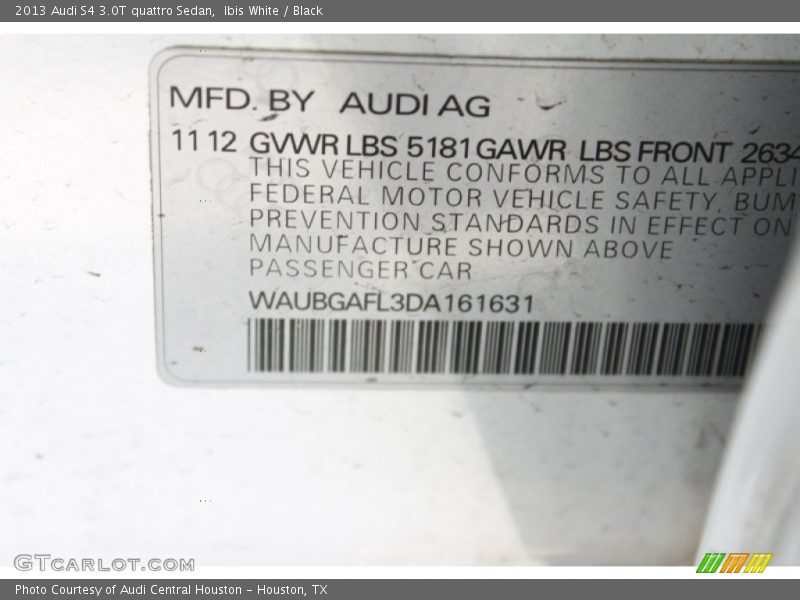 2013 Audi S4 3.0T quattro Sedan, Ibis White / Black
MFD. BY AUDI AG
11 12 GVWR LBS 5181 GAWR LBS FRONT 2634
THIS VEHICLE CONFORMS TO ALL APPLI
FEDERAL MOTOR VEHICLE SAFETY, BUM
PREVENTION STANDARDS IN EFFECT ON
MANUFACTURE SHOWN ABOVE
PASSENGER CAR
WAUBGAFL3DA161631
GTCARLOT.COM
Photo Courtesy of Audi Central Houston - Houston, TX